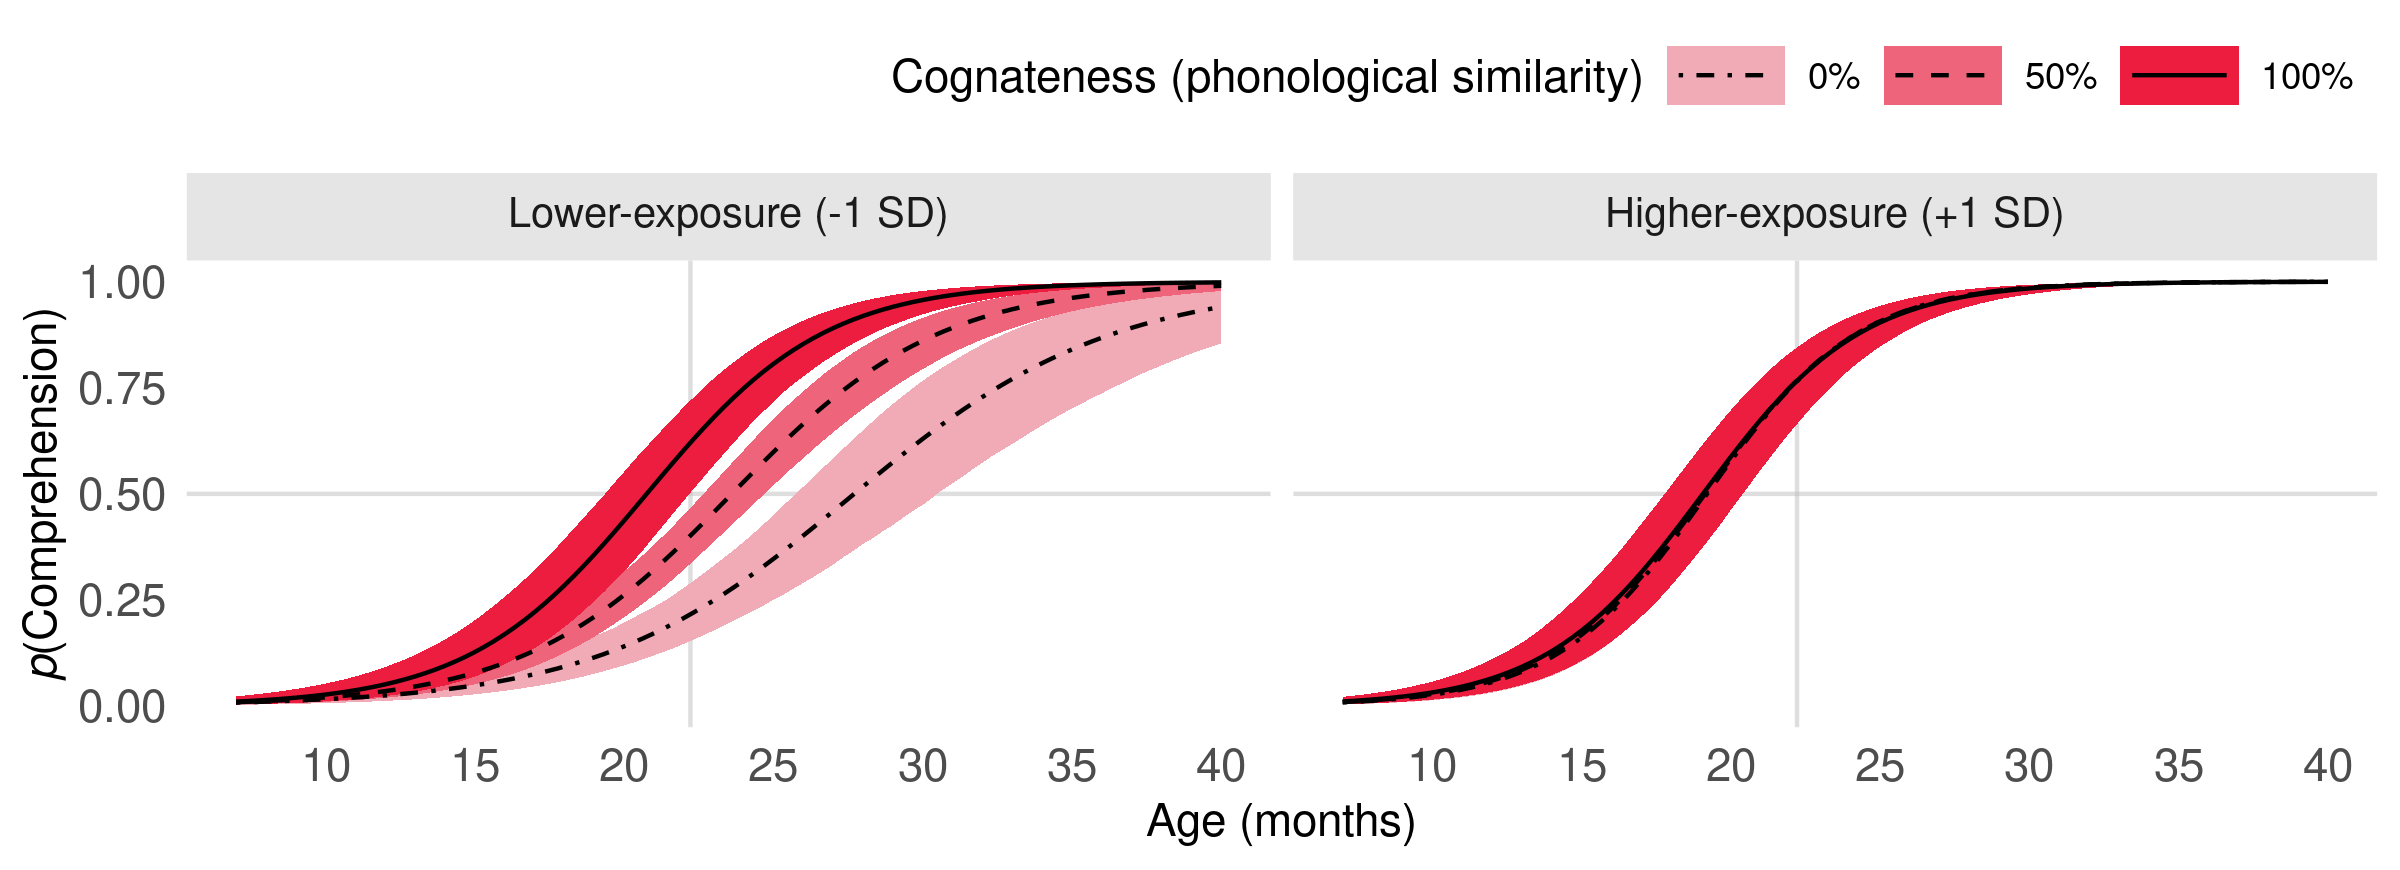 Cognateness (phonological similarity) 0% 50% 100%
Lower-exposure (-1 SD) Higher-exposure (+1 SD)
p(Comprehension)
1.00
0.75
0.50
0.25
0.00
10 15 20 25 30 35 40 10 15 20 25 30 35 40
Age (months)